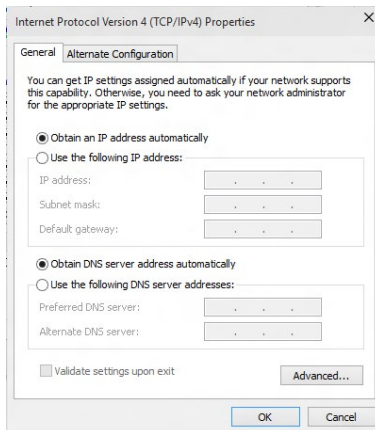 Internet Protocol Version 4 (TCP/IPv4) Properties
General
Alternate Configuration
You can get IP settings assigned automatically if your network supports
this capability. Otherwise, you need to ask your network administrator
for the appropriate IP settings.
Obtain an IP address automatically
Use the following IP address:
IP address:
Subnet mask:
Default gateway:
Obtain DNS server address automatically
Use the following DNS server addresses:
Preferred DNS server:
Alternate DNS server:
Validate settings upon exit
Advanced...
OK
Cancel